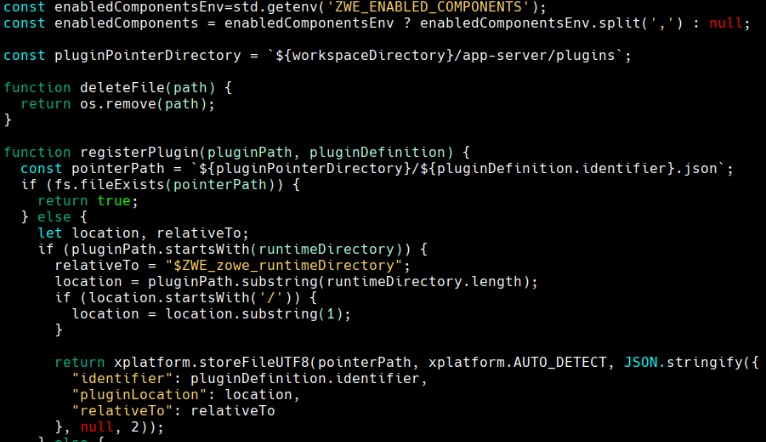 const enabledComponentsEnv=std.getenv('ZWE_ENABLED_COMPONENTS');
const enabledComponents = enabledComponentsEnv ? enabledComponentsEnv.split(',') : null;

const pluginPointerDirectory = `${workspaceDirectory}/app-server/plugins`;

function deleteFile(path) {
  return os.remove(path);
}

function registerPlugin(pluginPath, pluginDefinition) {
  const pointerPath = `${pluginPointerDirectory}/${pluginDefinition.identifier}.json`;
  if (fs.fileExists(pointerPath)) {
    return true;
  } else {
    let location, relativeTo;
    if (pluginPath.startsWith(runtimeDirectory)) {
      relativeTo = "$ZWE_zowe_runtimeDirectory";
      location = pluginPath.substring(runtimeDirectory.length);
      if (location.startsWith('/')) {
        location = location.substring(1);
      }

      return xplatform.storeFileUTF8(pointerPath, xplatform.AUTO_DETECT, JSON.stringify({
        "identifier": pluginDefinition.identifier,
        "pluginLocation": location,
        "relativeTo": relativeTo
      }, null, 2));
    } else {